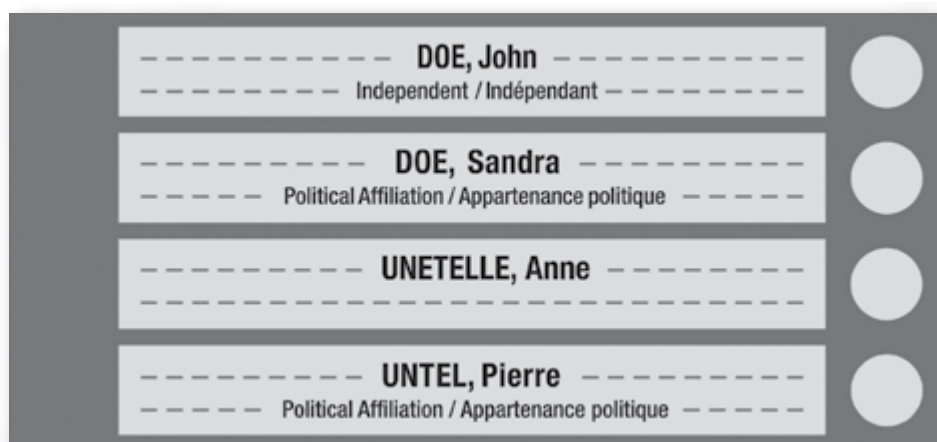 DOE, John
Independent / Indépendant
DOE, Sandra
Political Affiliation / Appartenance politique
UNETELLE, Anne
UNTEL, Pierre
Political Affiliation / Appartenance politique